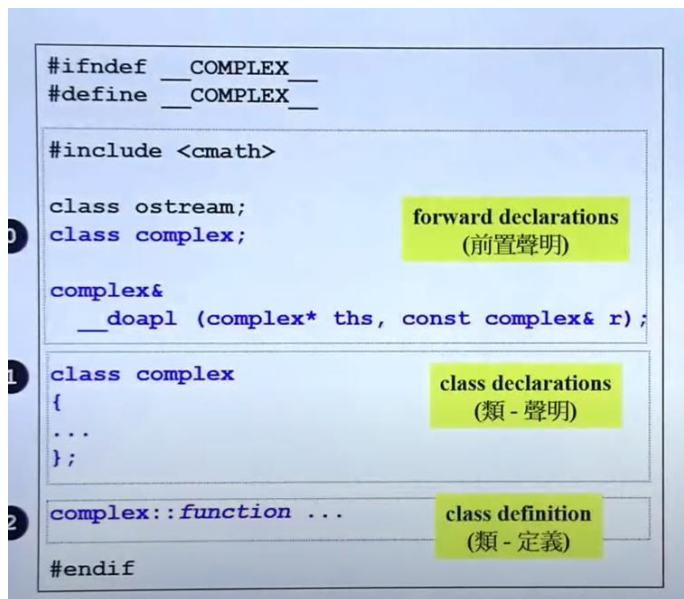 #ifndef __COMPLEX__
#define __COMPLEX__
#include <cmath>
class ostream;
class complex;
forward declarations
(前置聲明)
0
complex&
__doapl (complex* ths, const complex& r);
1
class complex
{
...
};
class declarations
(類 - 聲明)
2
complex::function ...
class definition
(類 - 定義)
#endif